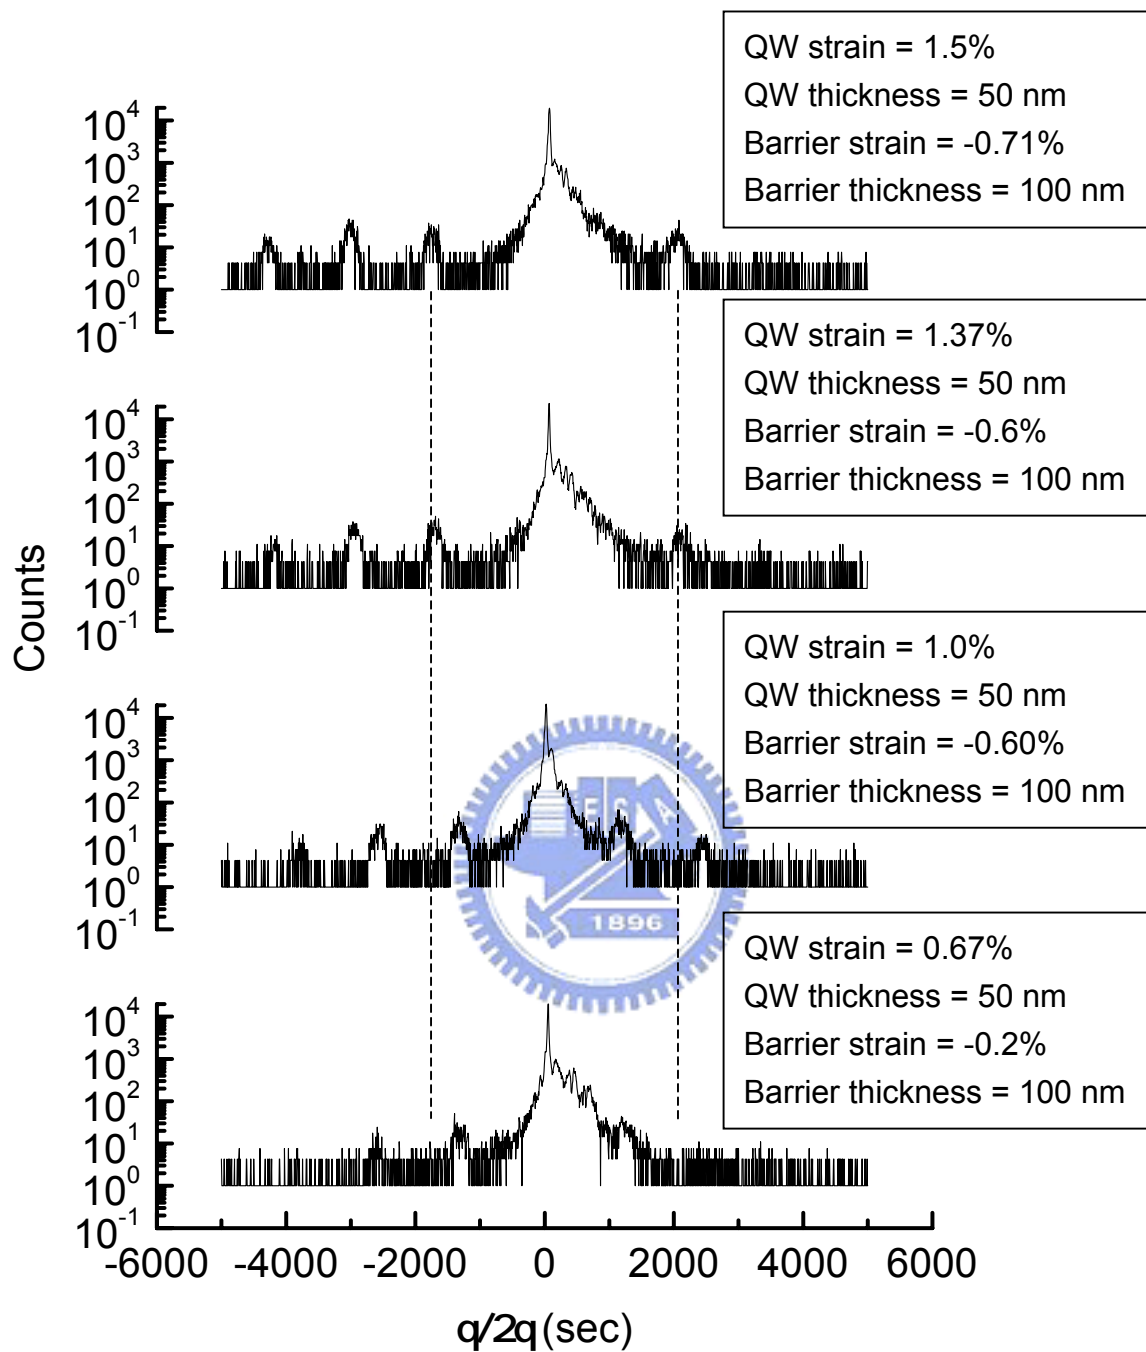 QW strain = 1.5%
QW thickness = 50 nm
Barrier strain = -0.71%
Barrier thickness = 100 nm
10^4
10^3
10^2
10^1
10^0
10^-1
QW strain = 1.37%
QW thickness = 50 nm
Barrier strain = -0.6%
Barrier thickness = 100 nm
10^4
10^3
10^2
10^1
10^0
10^-1
Counts
QW strain = 1.0%
QW thickness = 50 nm
Barrier strain = -0.60%
Barrier thickness = 100 nm
10^4
10^3
10^2
10^1
10^0
10^-1
E S A
1896
QW strain = 0.67%
QW thickness = 50 nm
Barrier strain = -0.2%
Barrier thickness = 100 nm
10^4
10^3
10^2
10^1
10^0
10^-1
-6000 -4000 -2000 0 2000 4000 6000
q/2q (sec)